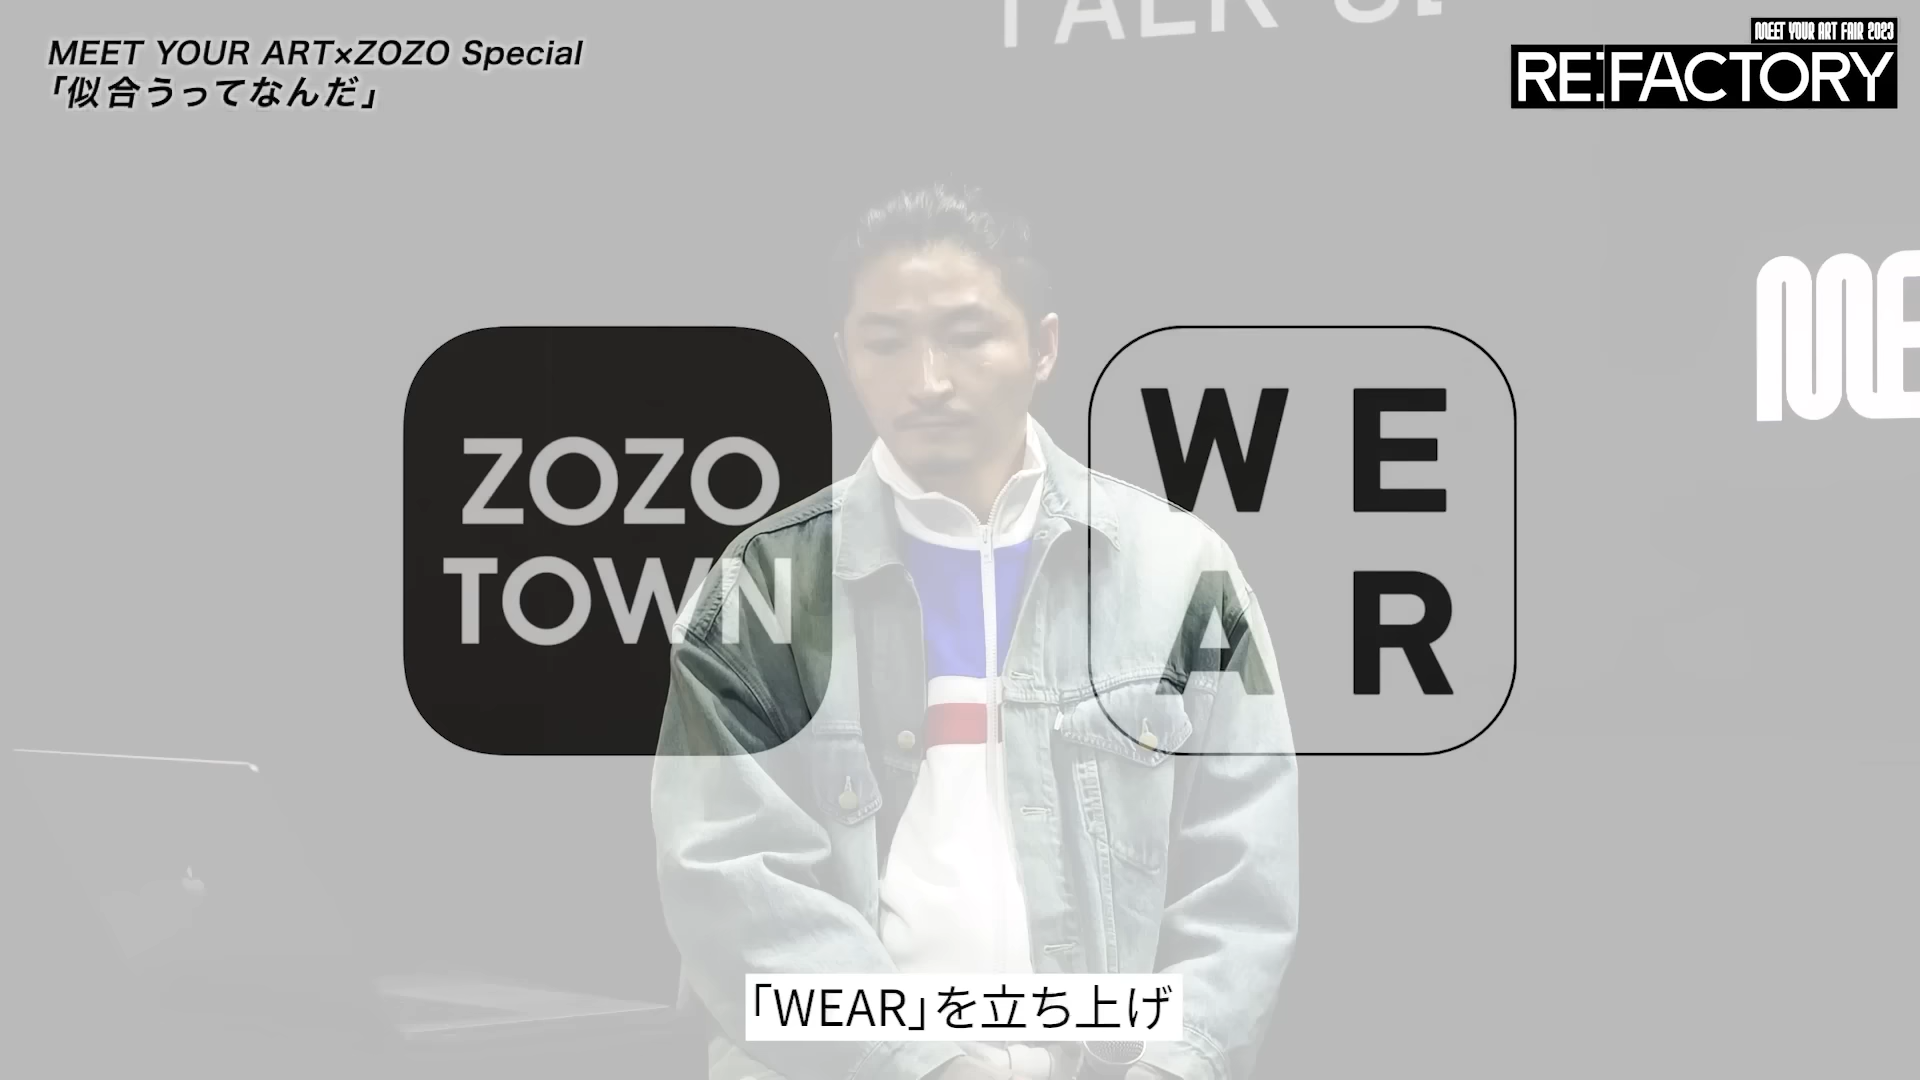 MEET YOUR ART×ZOZO Special
「似合うってなんだ」
MEET YOUR ART FAIR 2023
RE:FACTORY
ZOZO
TOWN
W E
A R
「WEAR」を立ち上げ